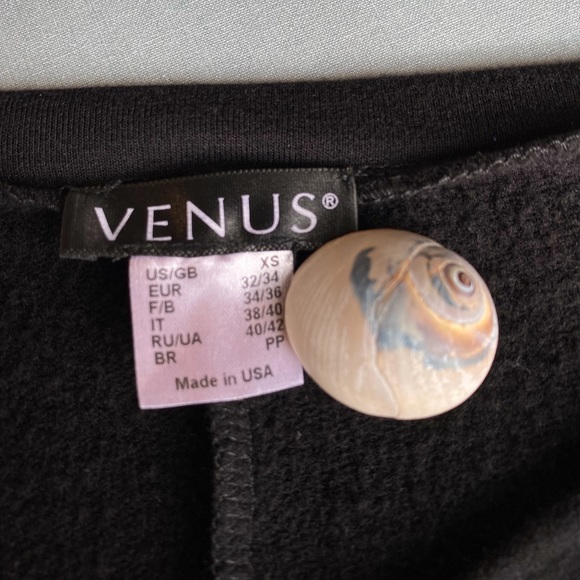 VENUS®
US/GB XS
EUR 32/34
F/B 34/36
IT 38/40
RU/UA 40/42
BR PP
Made in USA